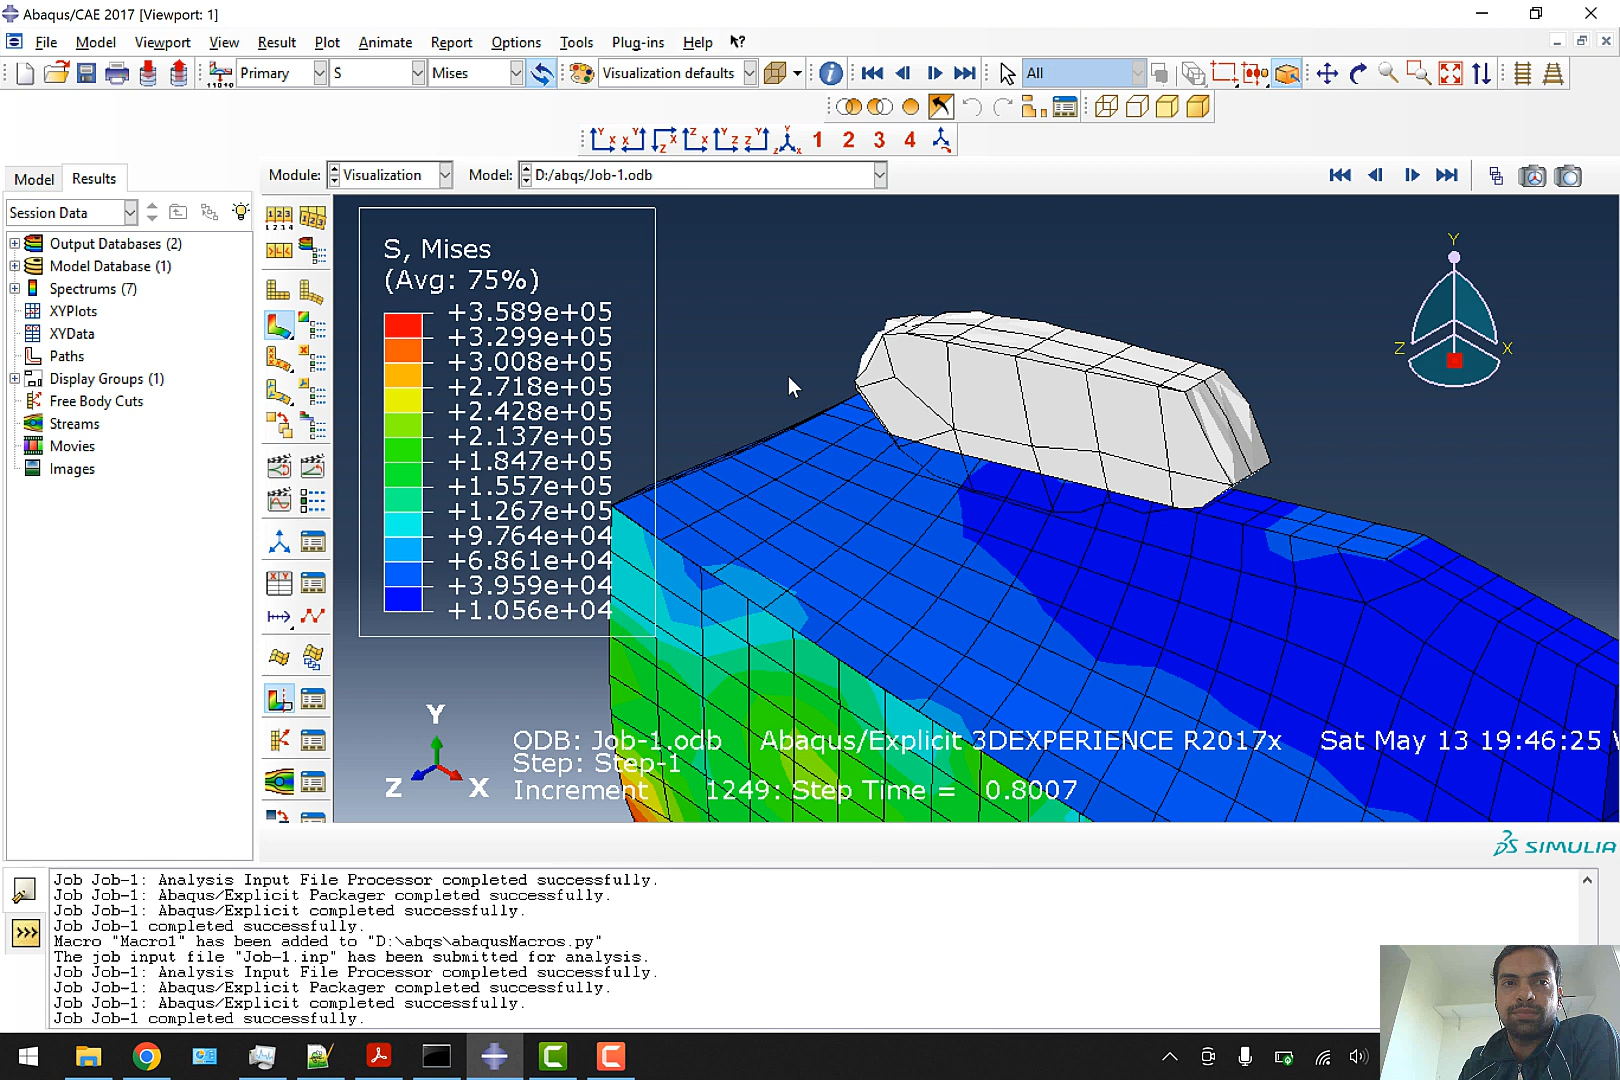 Abaqus/CAE 2017 [Viewport: 1]
File Model Viewport View Result Plot Animate Report Options Tools Plug-ins Help
Primary S Mises Visualization defaults All
1 2 3 4
Model Results Module: Visualization Model: D:/abqs/Job-1.odb
Session Data
Output Databases (2)
Model Database (1)
Spectrums (7)
XYPlots
XYData
Paths
Display Groups (1)
Free Body Cuts
Streams
Movies
Images
S, Mises
(Avg: 75%)
+3.589e+05
+3.299e+05
+3.008e+05
+2.718e+05
+2.428e+05
+2.137e+05
+1.847e+05
+1.557e+05
+1.267e+05
+9.764e+04
+6.861e+04
+3.959e+04
+1.056e+04
Y
Z X
Y
Z X
ODB: Job-1.odb Abaqus/Explicit 3DEXPERIENCE R2017x Sat May 13 19:46:25 W
Step: Step-1
Increment 1249: Step Time = 0.8007
SIMULIA
Job Job-1: Analysis Input File Processor completed successfully.
Job Job-1: Abaqus/Explicit Packager completed successfully.
Job Job-1: Abaqus/Explicit completed successfully.
Job Job-1 completed successfully.
Macro "Macro1" has been added to "D:\abqs\abaqusMacros.py"
The job input file "Job-1.inp" has been submitted for analysis.
Job Job-1: Analysis Input File Processor completed successfully.
Job Job-1: Abaqus/Explicit Packager completed successfully.
Job Job-1: Abaqus/Explicit completed successfully.
Job Job-1 completed successfully.